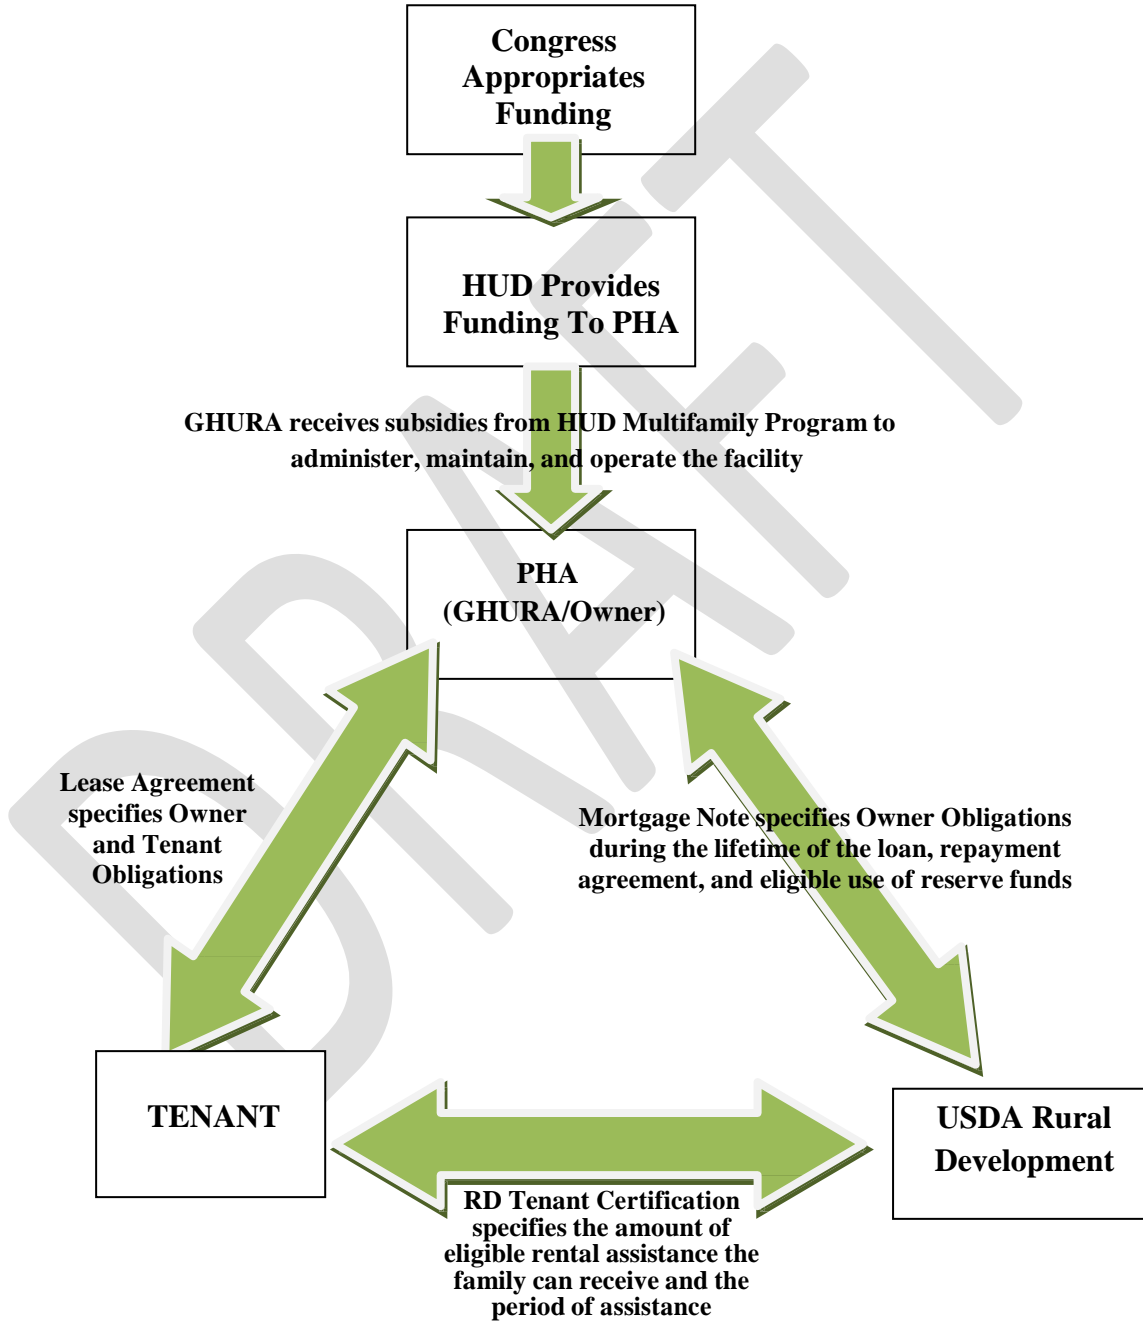 Congress
Appropriates
Funding
HUD Provides
Funding To PHA
GHURA receives subsidies from HUD Multifamily Program to
administer, maintain, and operate the facility
PHA
(GHURA/Owner)
Lease Agreement
specifies Owner
and Tenant
Obligations
Mortgage Note specifies Owner Obligations
during the lifetime of the loan, repayment
agreement, and eligible use of reserve funds
TENANT
USDA Rural
Development
RD Tenant Certification
specifies the amount of
eligible rental assistance the
family can receive and the
period of assistance
DRAFT